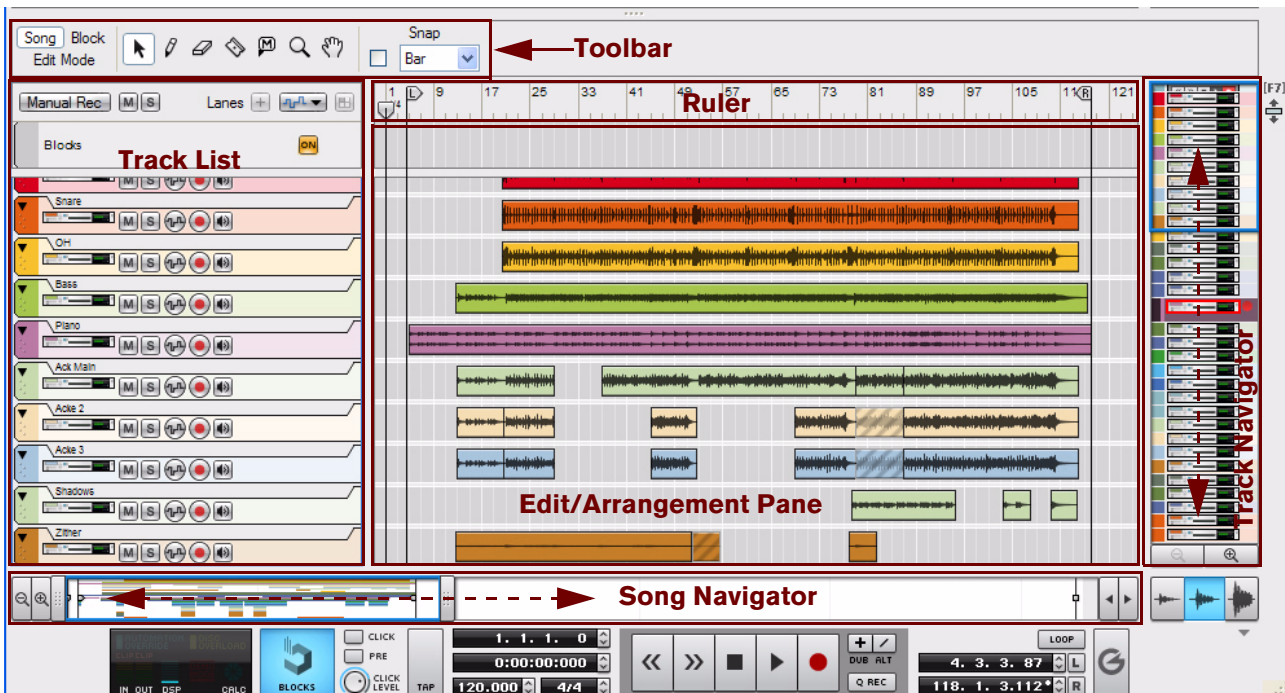 Song Block
Edit Mode
M
Snap
Bar
Toolbar
Manual Rec M S Lanes +
1 L 9 17 25 33 41 49 57 65 73 81 89 97 105 R 121
4
Ruler
[F7]
Blocks ON
Track List
M S
Snare
M S
OH
M S
Bass
M S
Piano
M S
Ack Main
M S
Acke 2
M S
Acke 3
M S
Shadows
M S
Zither
M S
Edit/Arrangement Pane
Track Navigator
Song Navigator
AUTOMATION OVERRIDE
IN OUT DSP CALC
BLOCKS
CLICK
PRE
CLICK LEVEL
TAP
1. 1. 1. 0
0:00:00:000
120.000 4/4
+ /
DUB ALT
Q REC
LOOP
4. 3. 3. 87 L
118. 1. 3.112* R